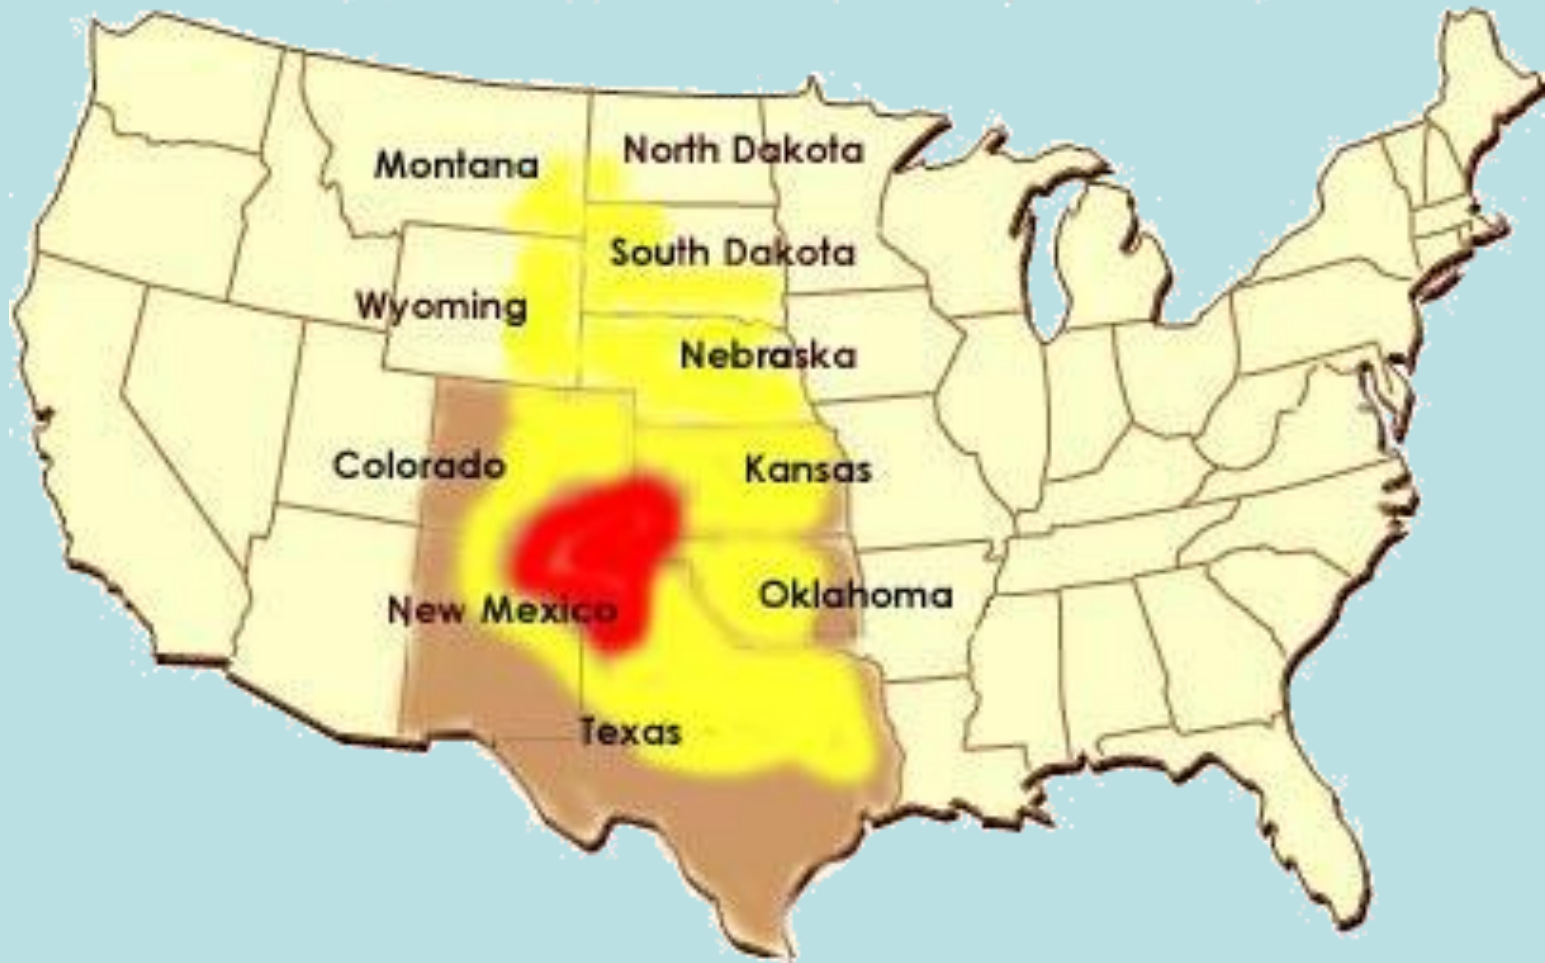 North Dakota
Montana
South Dakota
Wyoming
Nebraska
Colorado
Kansas
Oklahoma
New Mexico
Texas